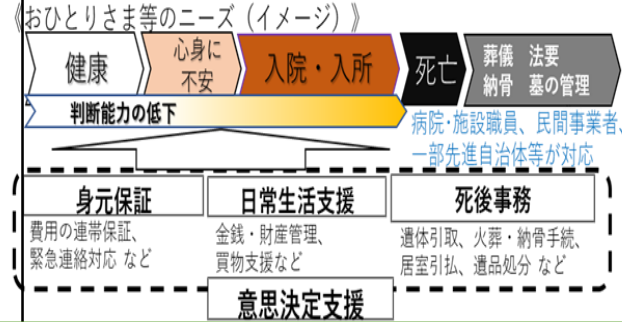 《おひとりさま等のニーズ（イメージ）》
健康
心身に
不安
入院・入所
死亡
葬儀　法要
納骨　墓の管理
判断能力の低下
病院・施設職員、民間事業者、
一部先進自治体等が対応
身元保証
費用の連帯保証、
緊急連絡対応 など
日常生活支援
金銭・財産管理、
買物支援など
死後事務
遺体引取、火葬・納骨手続、
居室引払、遺品処分 など
意思決定支援